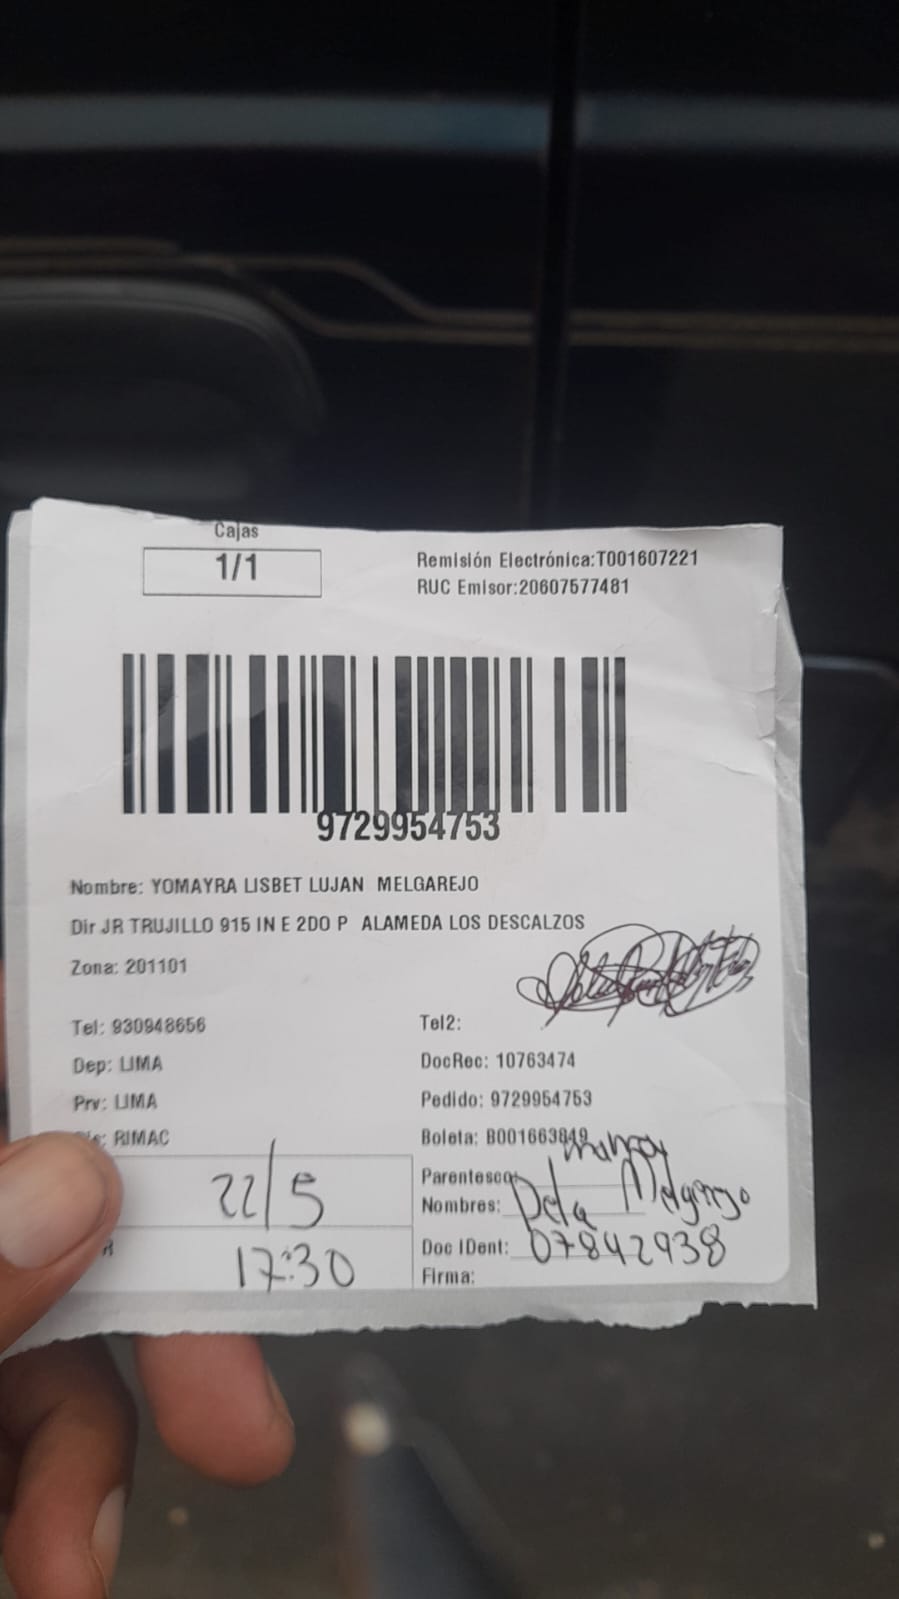 Cajas
1/1
Remisión Electrónica:T001607221
RUC Emisor:20607577481
9729954753
Nombre: YOMAYRA LISBET LUJAN MELGAREJO
Dir JR TRUJILLO 915 IN E 2DO P ALAMEDA LOS DESCALZOS
Zona: 201101
Tel: 930948656
Tel2:
Dep: LIMA
DocRec: 10763474
Prv: LIMA
Pedido: 9729954753
RIMAC
Boleta: B001663849
22/5
Parentesco:
Nombres: Melgarejo
17:30
Doc IDent: 07842938
Firma: